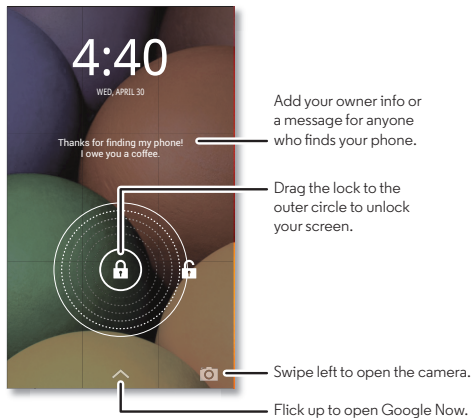 4:40
WED, APRIL 30
Thanks for finding my phone!
I owe you a coffee.
Add your owner info or
a message for anyone
who finds your phone.
Drag the lock to the
outer circle to unlock
your screen.
Swipe left to open the camera.
Flick up to open Google Now.